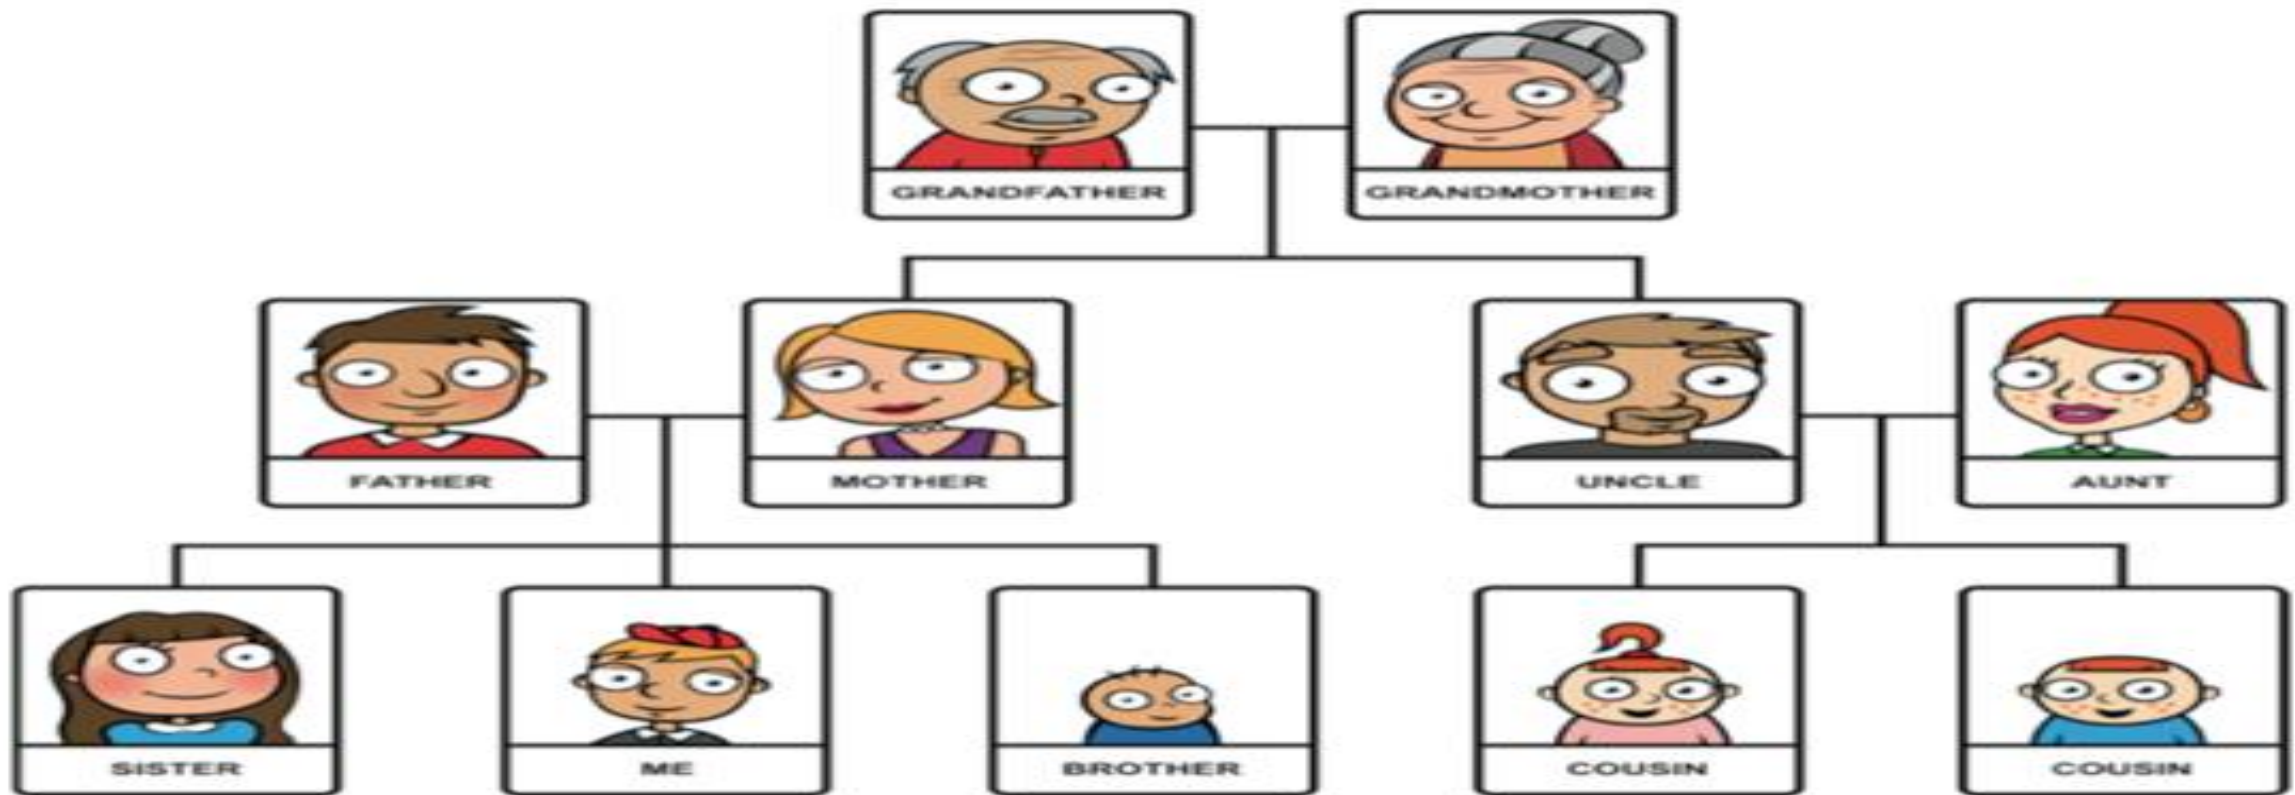 GRANDFATHER
GRANDMOTHER
FATHER
MOTHER
UNCLE
AUNT
SISTER
ME
BROTHER
COUSIN
COUSIN